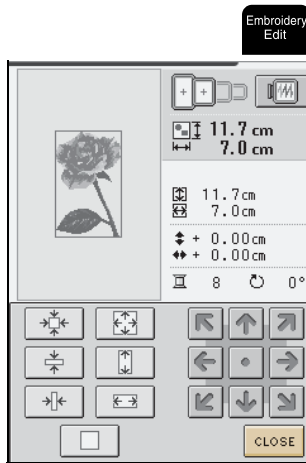 Embroidery
Edit
11.7 cm
7.0 cm
11.7cm
7.0cm
+ 0.00cm
+ 0.00cm
8 0°
CLOSE